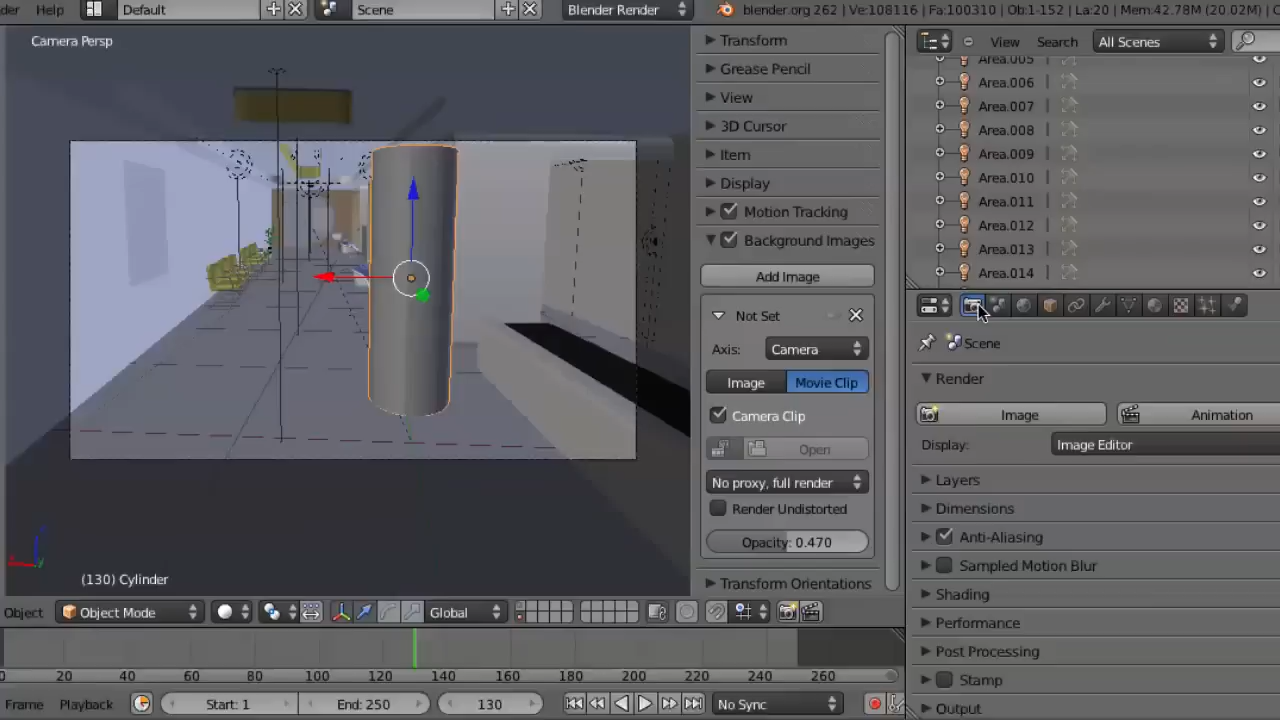 der Help Default Scene Blender Render blender.org 262 | Ve:108116 | Fa:100310 | Ob:1-152 | La:20 | Mem:42.78M (20.02M) |
Camera Persp
Transform
Grease Pencil
View
3D Cursor
Item
Display
Motion Tracking
Background Images
Add Image
Not Set
Axis: Camera
Image Movie Clip
Camera Clip
Open
No proxy, full render
Render Undistorted
Opacity: 0.470
Transform Orientations
(130) Cylinder
Object Object Mode Global
0 20 40 60 80 100 120 140 160 180 200 220 240 260
Frame Playback Start: 1 End: 250 130 No Sync
View Search All Scenes
Area.005
Area.006
Area.007
Area.008
Area.009
Area.010
Area.011
Area.012
Area.013
Area.014
Scene
Render
Image Animation
Display: Image Editor
Layers
Dimensions
Anti-Aliasing
Sampled Motion Blur
Shading
Performance
Post Processing
Stamp
Output